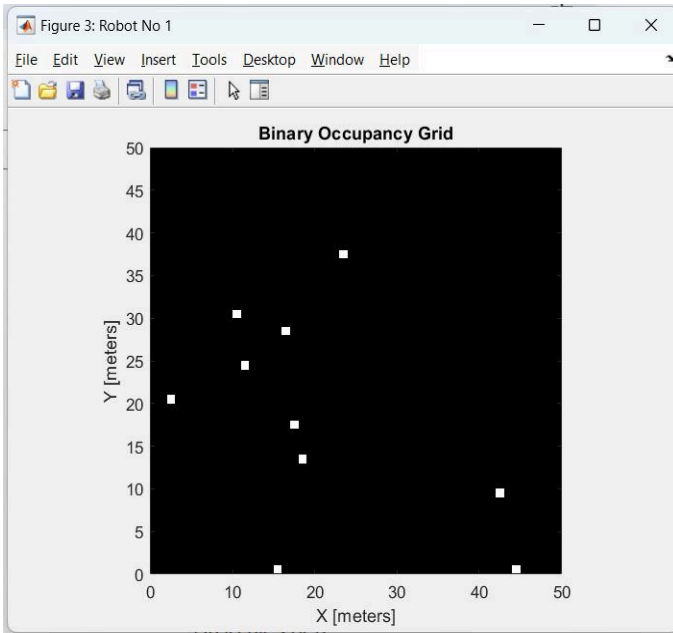 Figure 3: Robot No 1
File Edit View Insert Tools Desktop Window Help
Binary Occupancy Grid
50
45
40
35
30
25
20
15
10
5
0
Y [meters]
0 10 20 30 40 50
X [meters]